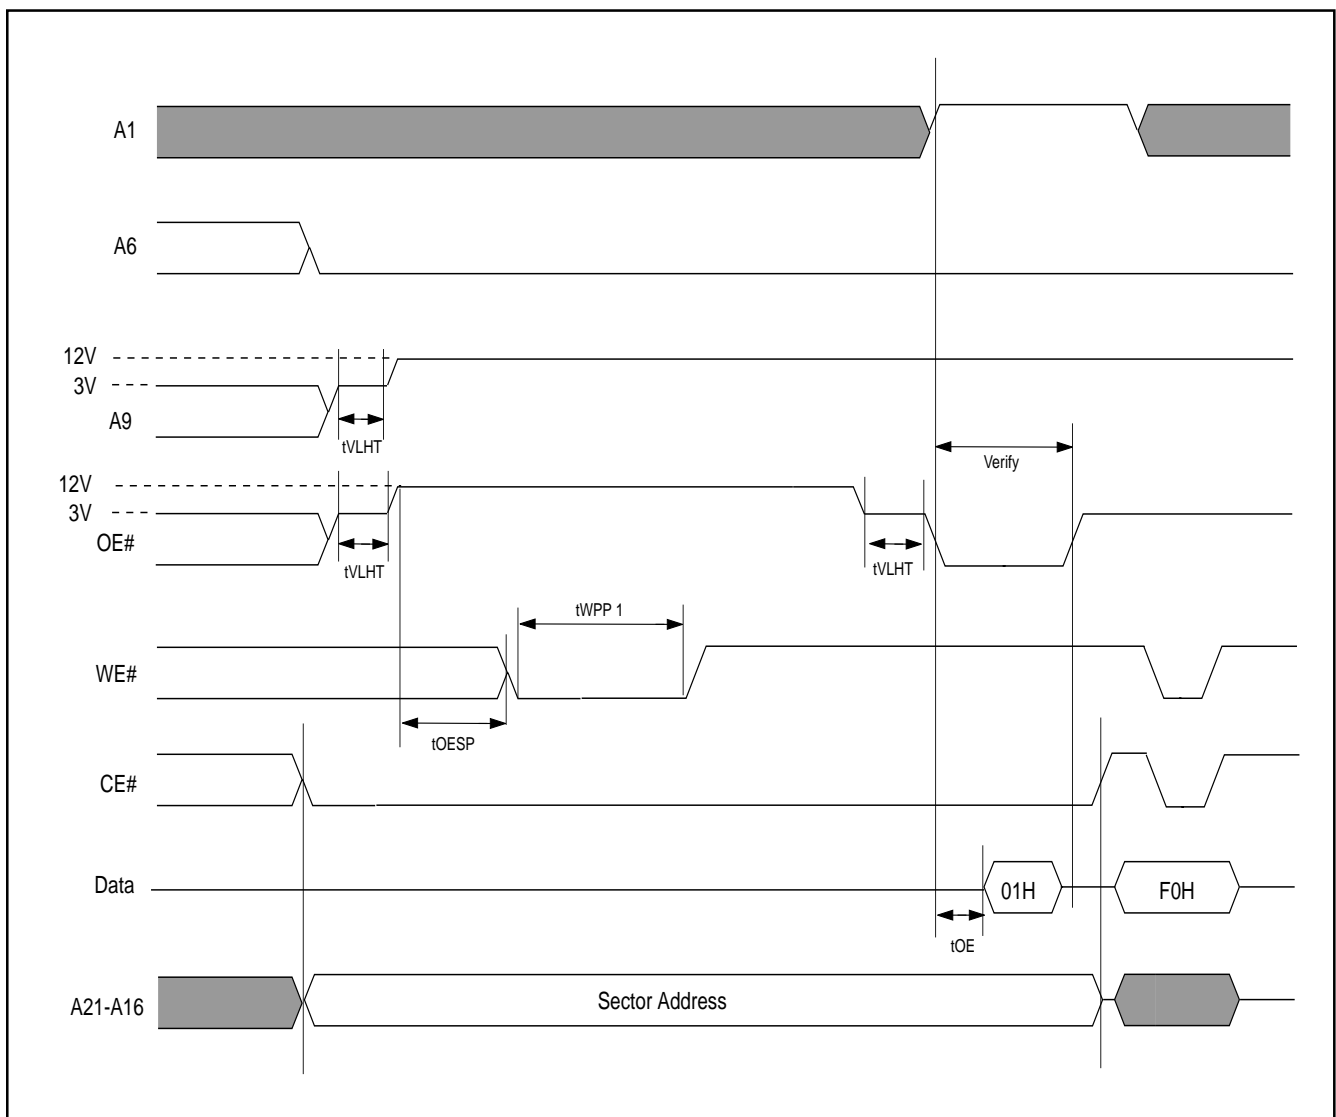 A1
A6
12V
3V
A9
tVLHT
Verify
12V
3V
OE#
tVLHT
tVLHT
tWPP 1
WE#
tOESP
CE#
Data
01H
F0H
tOE
A21-A16
Sector Address